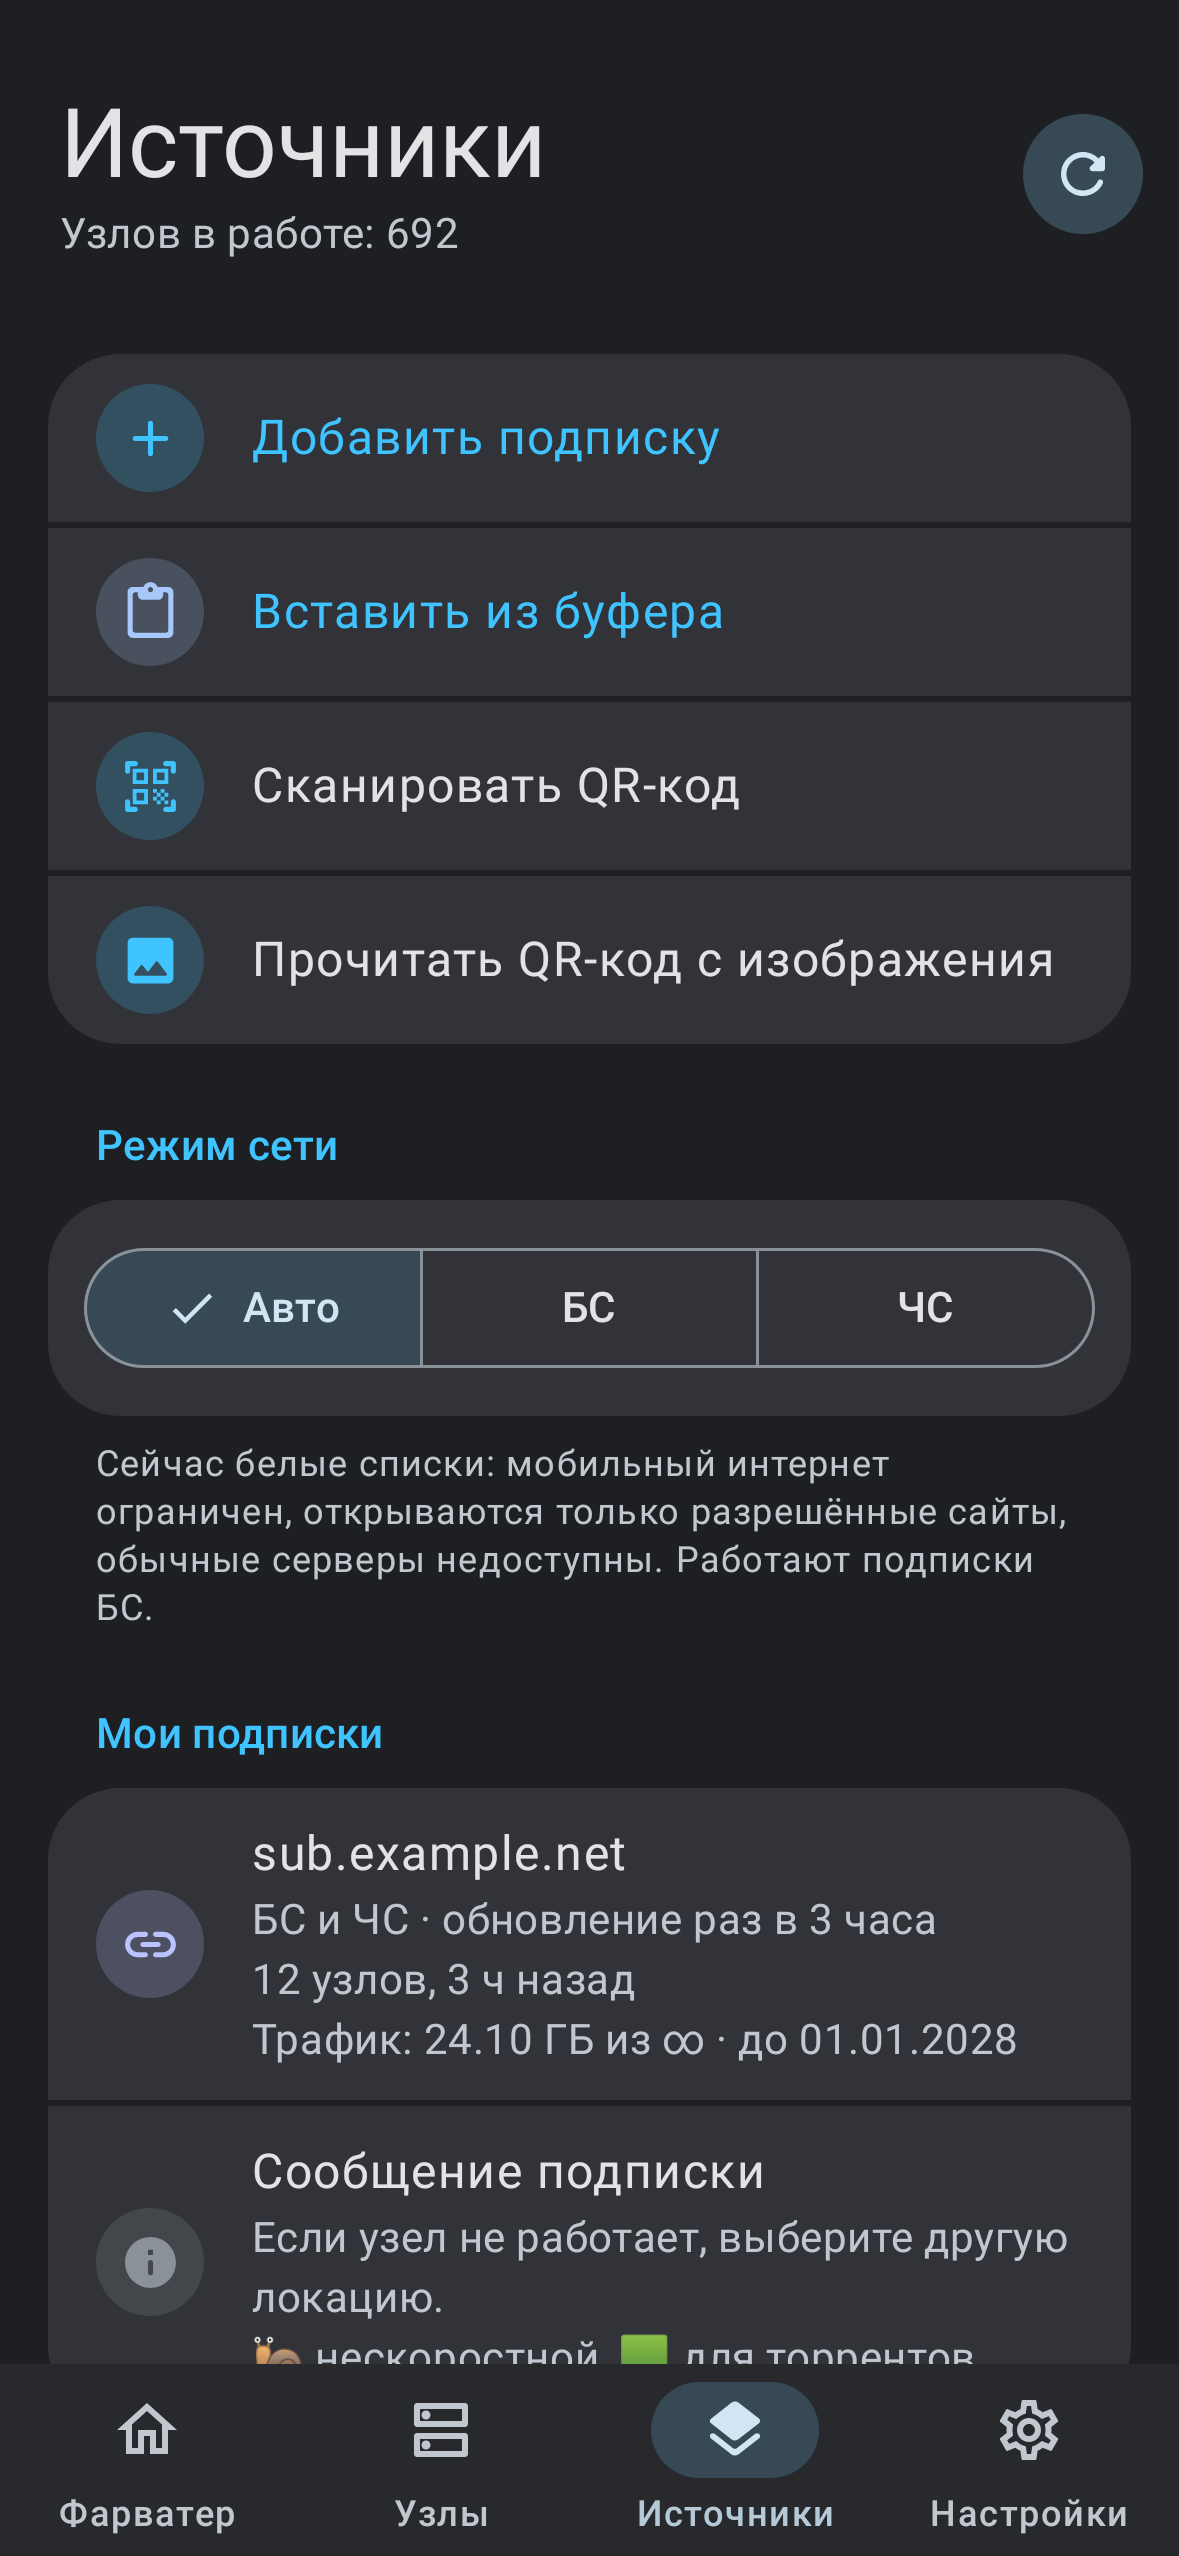 Источники
Узлов в работе: 692
Добавить подписку
Вставить из буфера
Сканировать QR-код
Прочитать QR-код с изображения
Режим сети
Авто
БС
ЧС
Сейчас белые списки: мобильный интернет
ограничен, открываются только разрешённые сайты,
обычные серверы недоступны. Работают подписки
БС.
Мои подписки
sub.example.net
БС и ЧС · обновление раз в 3 часа
12 узлов, 3 ч назад
Трафик: 24.10 ГБ из ∞ · до 01.01.2028
Сообщение подписки
Если узел не работает, выберите другую
локацию.
🐌 нескоростной 🟩 для торрентов
Фарватер
Узлы
Источники
Настройки